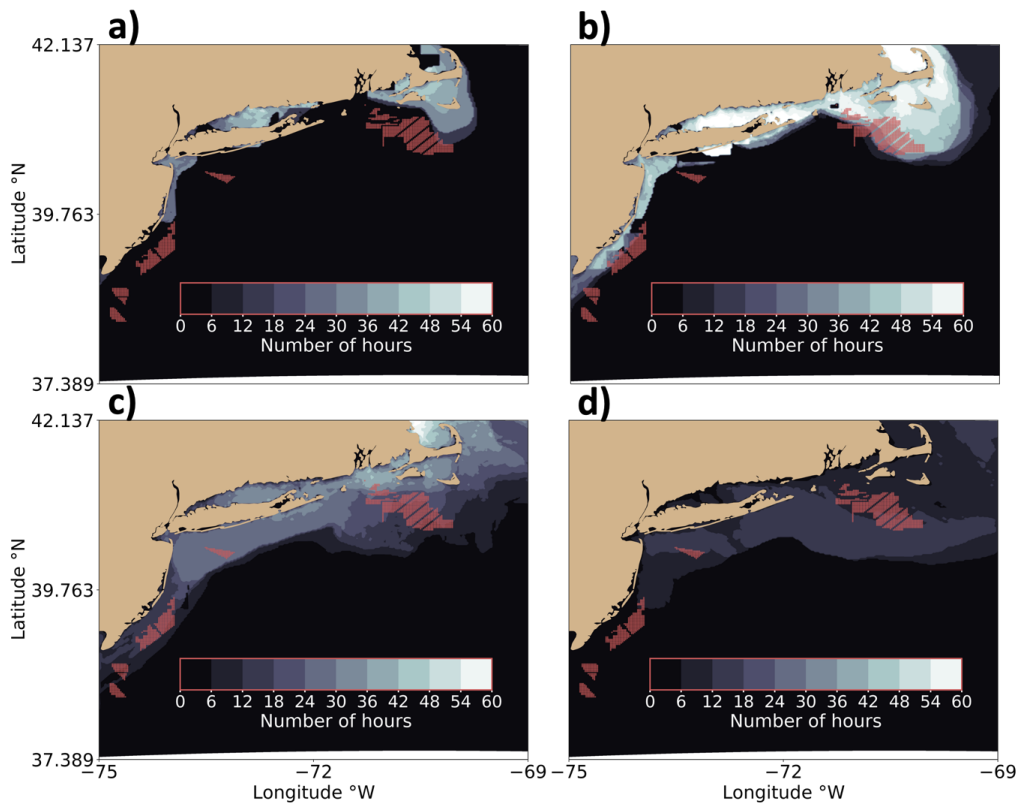 a) b)
42.137
39.763
37.389
Latitude °N
0 6 12 18 24 30 36 42 48 54 60
Number of hours
0 6 12 18 24 30 36 42 48 54 60
Number of hours
c) d)
42.137
39.763
37.389
Latitude °N
0 6 12 18 24 30 36 42 48 54 60
Number of hours
0 6 12 18 24 30 36 42 48 54 60
Number of hours
−75 −72 −69
Longitude °W
−75 −72 −69
Longitude °W